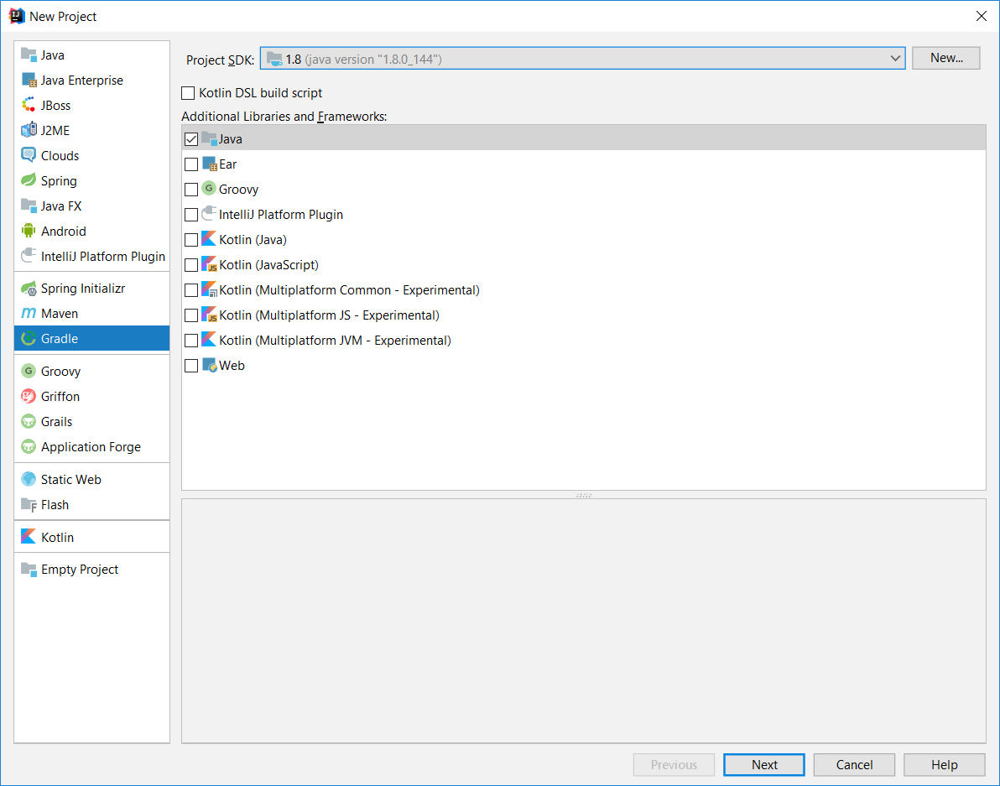 New Project
Java
Java Enterprise
JBoss
J2ME
Clouds
Spring
Java FX
Android
IntelliJ Platform Plugin
Spring Initializr
Maven
Gradle
Groovy
Griffon
Grails
Application Forge
Static Web
Flash
Kotlin
Empty Project
Project SDK: 1.8 (java version "1.8.0_144") New...
Kotlin DSL build script
Additional Libraries and Frameworks:
Java
Ear
Groovy
IntelliJ Platform Plugin
Kotlin (Java)
Kotlin (JavaScript)
Kotlin (Multiplatform Common - Experimental)
Kotlin (Multiplatform JS - Experimental)
Kotlin (Multiplatform JVM - Experimental)
Web
Previous Next Cancel Help